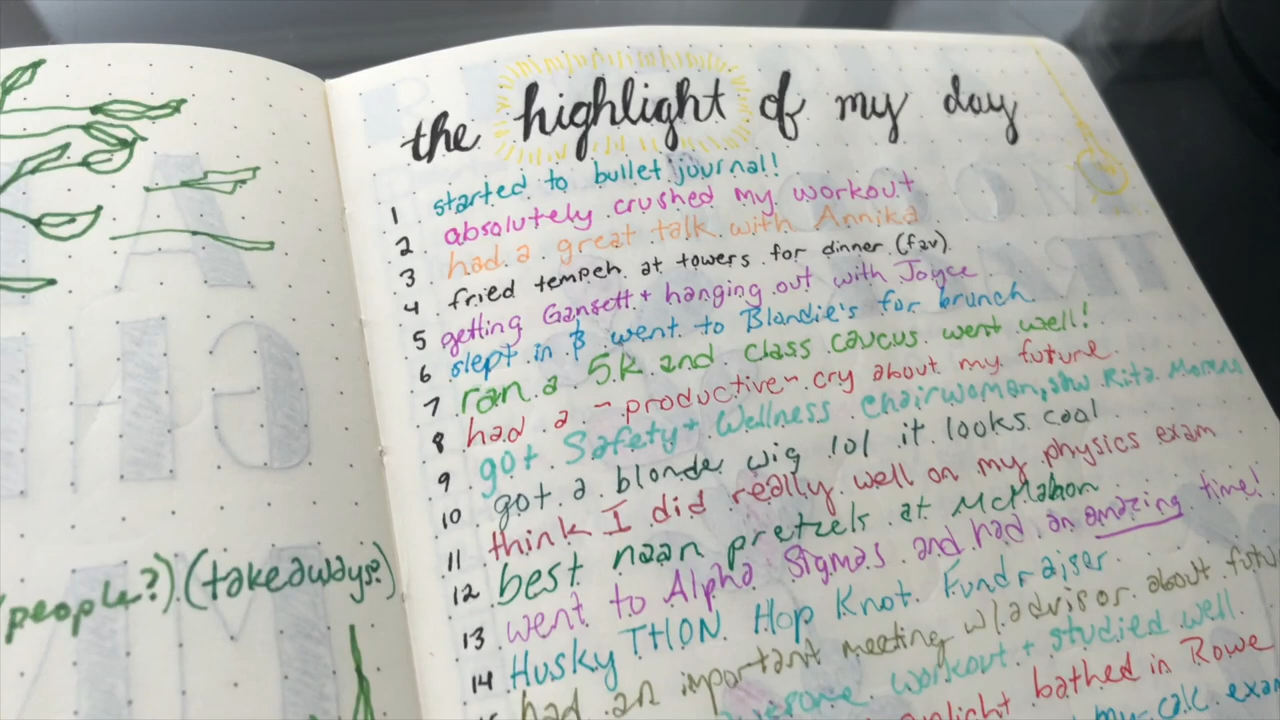 people?) (takeaways?)
the highlight of my day
1 started to bullet journal!
2 absolutely crushed my workout
3 had a great talk with Annika
4 fried tempeh at towers for dinner (fav)
5 getting Gansett + hanging out with Joyce
6 slept in & went to Blondie's for brunch
7 ran a 5k and class caucus went well!
8 had a ~productive~ cry about my future
9 got Safety + Wellness chairwoman, saw Rita Moreno
10 got a blonde wig lol it looks cool
11 think I did really well on my physics exam
12 best naan pretzels at McMahon
13 went to Alpha Sigmas and had an amazing time!
14 Husky THON Hop Knot Fundraiser
had an important meeting w/ advisor about
workout + studied well
bathed in Rowe
my calc exam